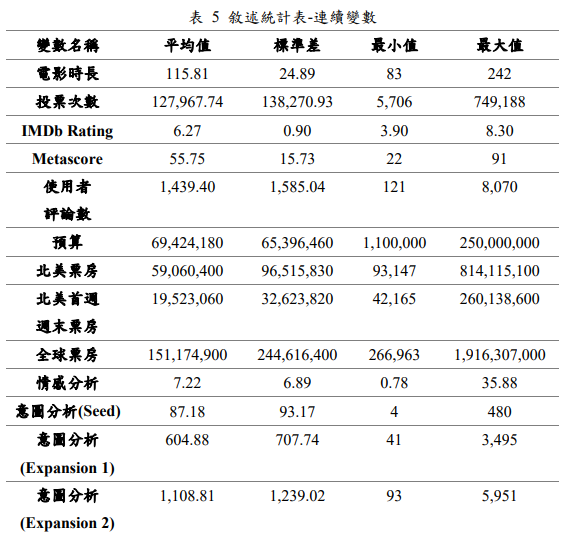 表 5 敘述統計表-連續變數
變數名稱 平均值 標準差 最小值 最大值
電影時長 115.81 24.89 83 242
投票次數 127,967.74 138,270.93 5,706 749,188
IMDb Rating 6.27 0.90 3.90 8.30
Metascore 55.75 15.73 22 91
使用者 1,439.40 1,585.04 121 8,070
評論數
預算 69,424,180 65,396,460 1,100,000 250,000,000
北美票房 59,060,400 96,515,830 93,147 814,115,100
北美首週 19,523,060 32,623,820 42,165 260,138,600
週末票房
全球票房 151,174,900 244,616,400 266,963 1,916,307,000
情感分析 7.22 6.89 0.78 35.88
意圖分析(Seed) 87.18 93.17 4 480
意圖分析 604.88 707.74 41 3,495
(Expansion 1)
意圖分析 1,108.81 1,239.02 93 5,951
(Expansion 2)